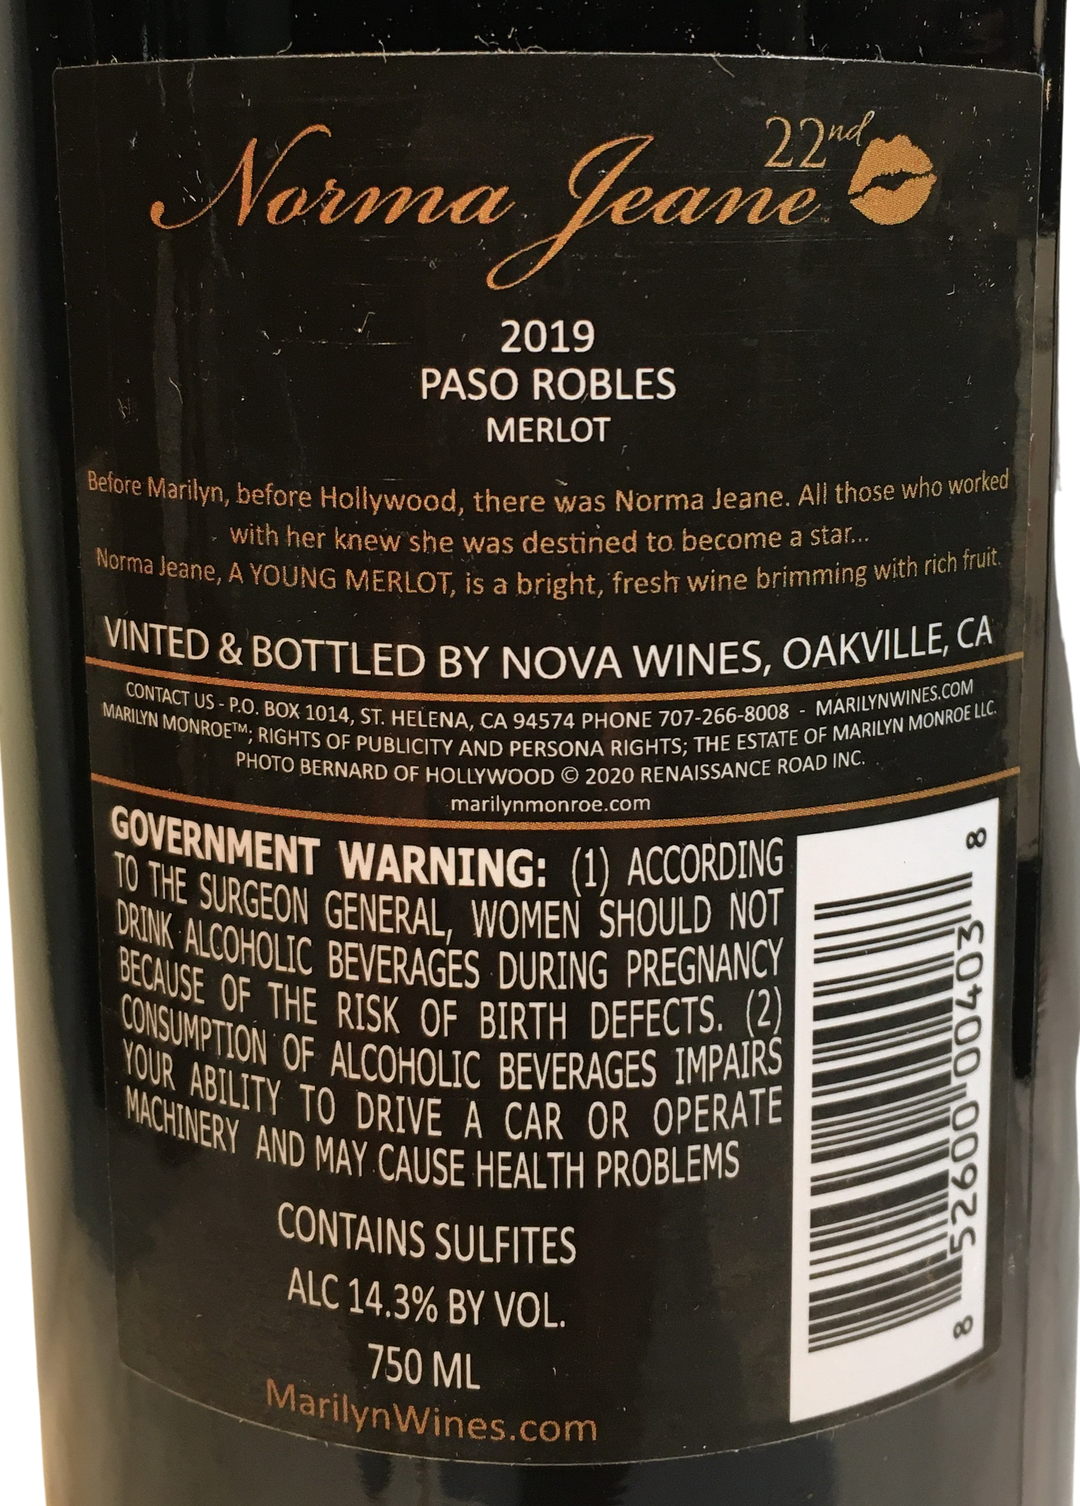 Norma Jeane 22nd
2019
PASO ROBLES
MERLOT
Before Marilyn, before Hollywood, there was Norma Jeane. All those who worked
with her knew she was destined to become a star...
Norma Jeane, A YOUNG MERLOT, is a bright, fresh wine brimming with rich fruit.
VINTED & BOTTLED BY NOVA WINES, OAKVILLE, CA
CONTACT US - P.O. BOX 1014, ST. HELENA, CA 94574 PHONE 707-266-8008 - MARILYNWINES.COM
MARILYN MONROE™; RIGHTS OF PUBLICITY AND PERSONA RIGHTS; THE ESTATE OF MARILYN MONROE LLC.
PHOTO BERNARD OF HOLLYWOOD © 2020 RENAISSANCE ROAD INC.
marilynmonroe.com
GOVERNMENT WARNING: (1) ACCORDING
TO THE SURGEON GENERAL, WOMEN SHOULD NOT
DRINK ALCOHOLIC BEVERAGES DURING PREGNANCY
BECAUSE OF THE RISK OF BIRTH DEFECTS. (2)
CONSUMPTION OF ALCOHOLIC BEVERAGES IMPAIRS
YOUR ABILITY TO DRIVE A CAR OR OPERATE
MACHINERY AND MAY CAUSE HEALTH PROBLEMS
CONTAINS SULFITES
ALC 14.3% BY VOL.
750 ML
MarilynWines.com
8 52600 00403 8